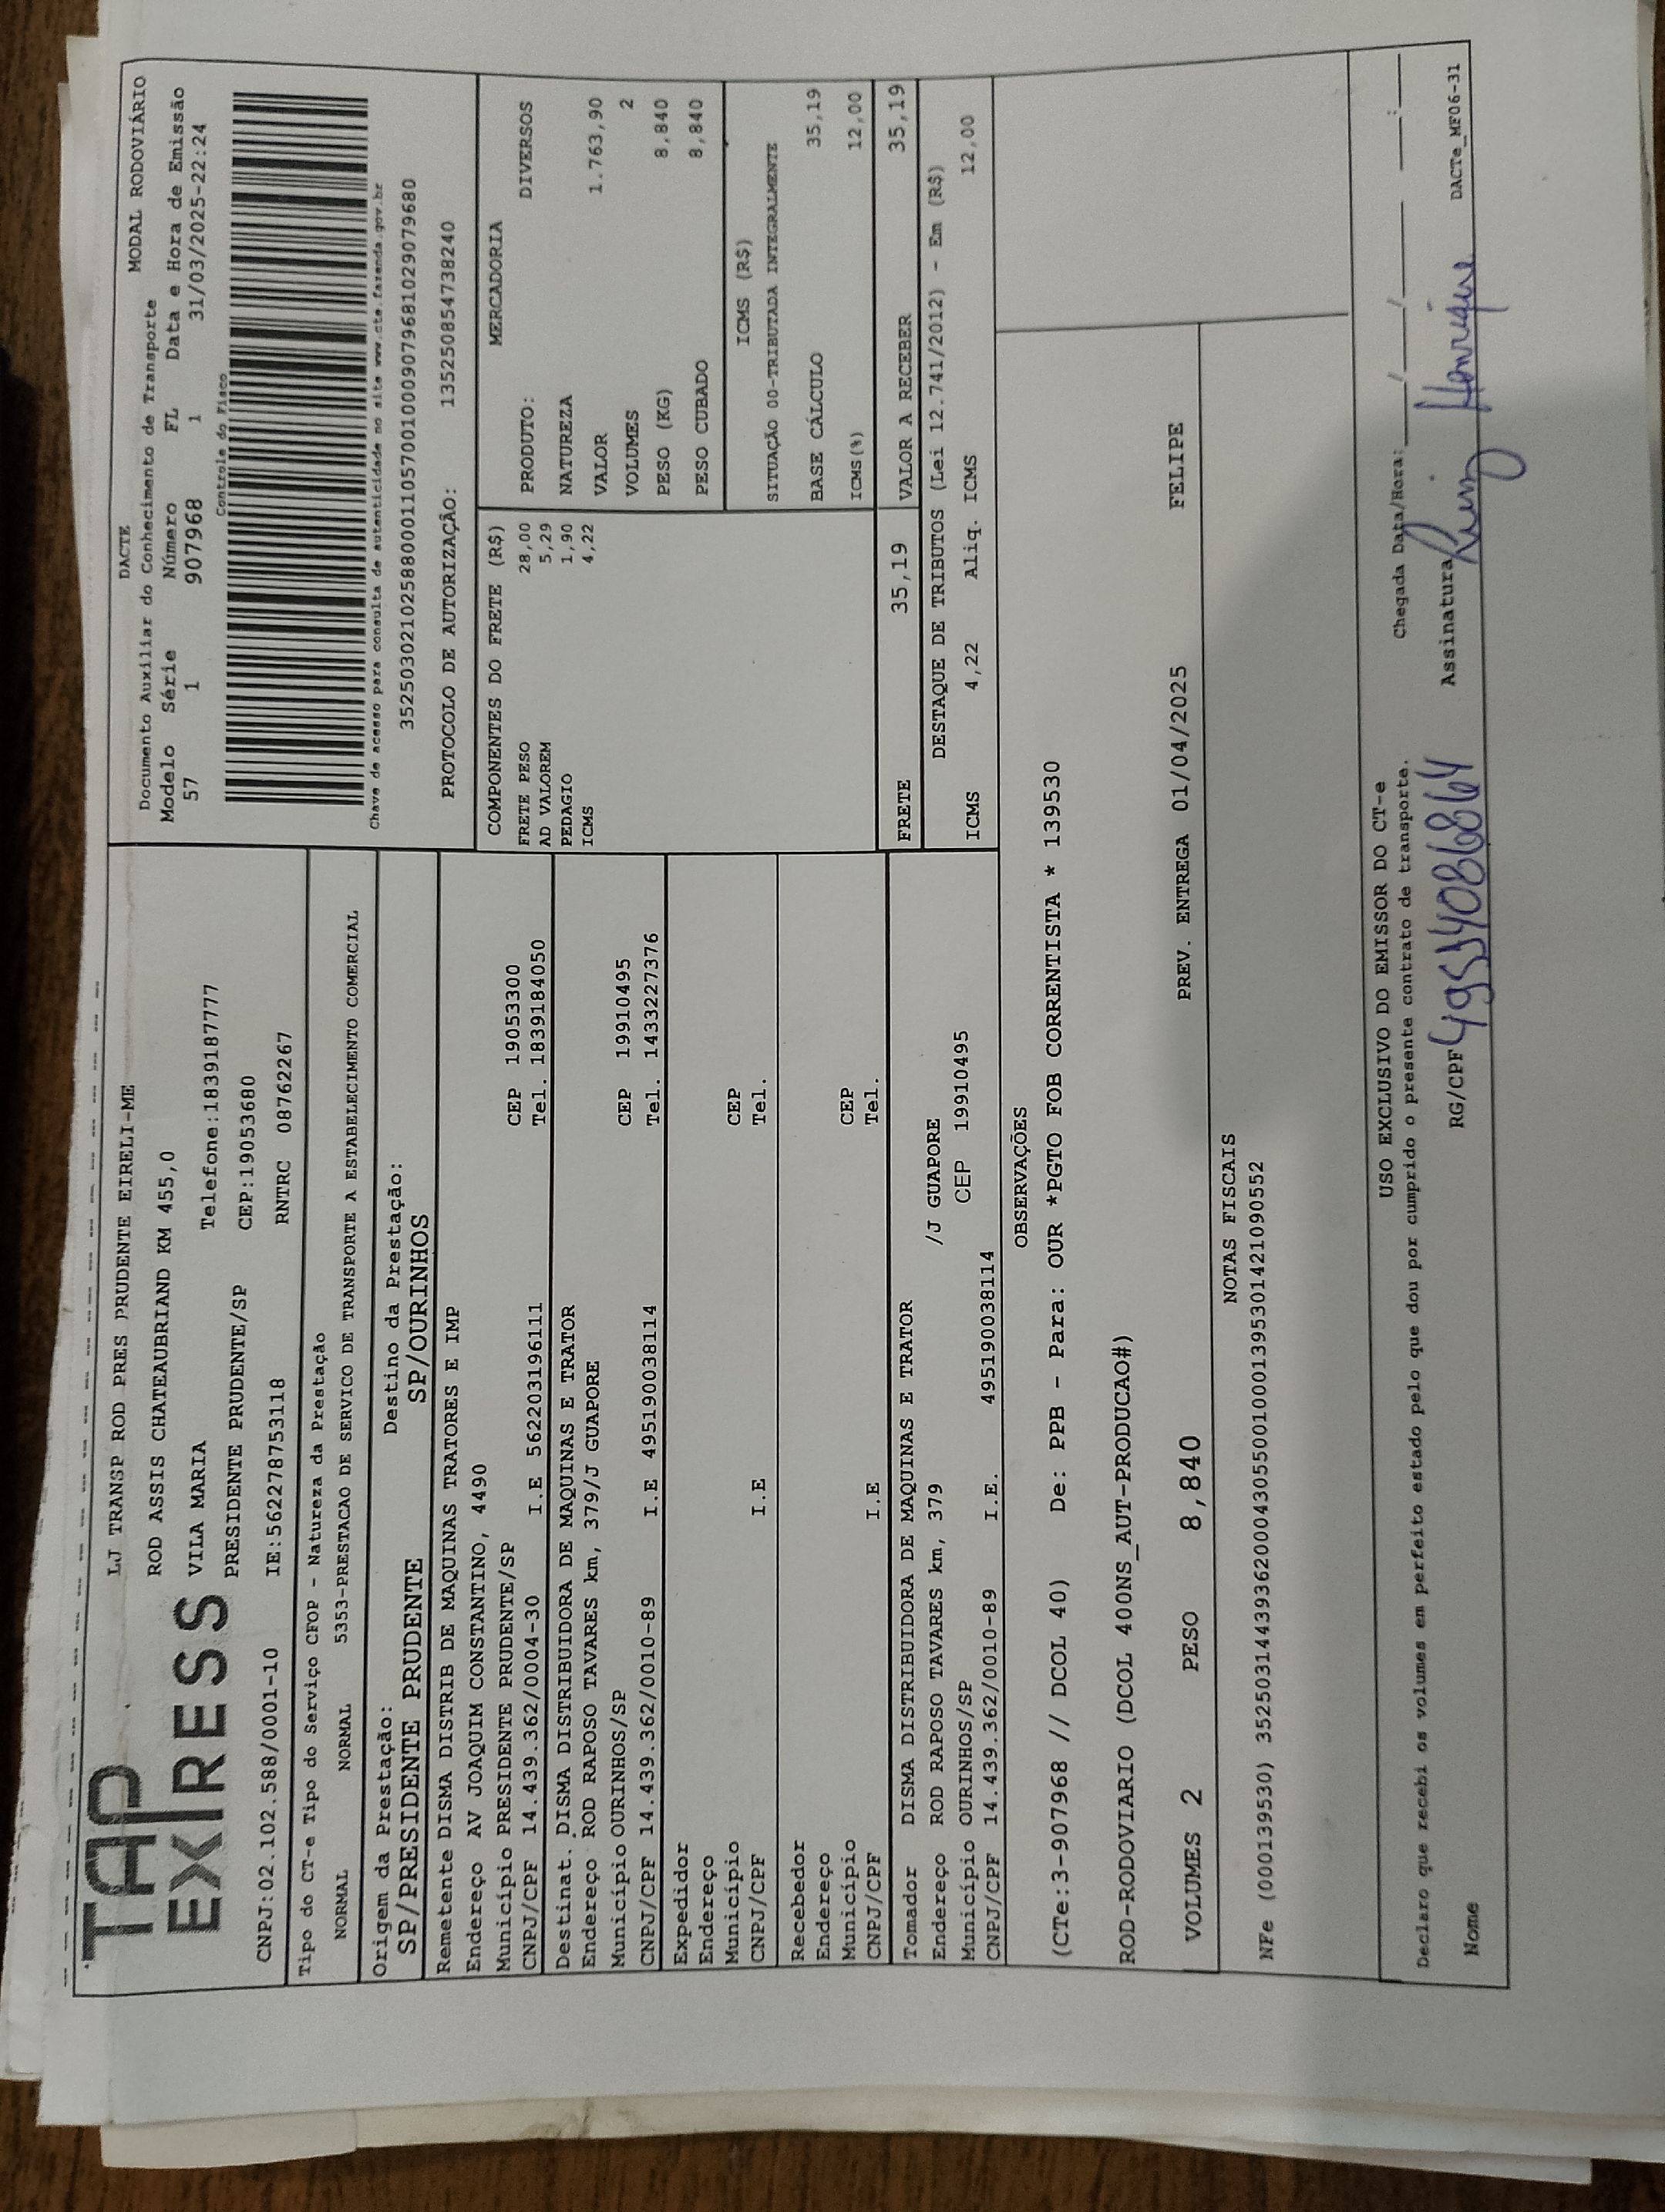 TAP
EXPRESS
LJ TRANSP ROD PRES PRUDENTE EIRELI-ME
ROD ASSIS CHATEAUBRIAND KM 455,0
VILA MARIA Telefone:1839187777
PRESIDENTE PRUDENTE/SP CEP:19053680
CNPJ:02.102.588/0001-10 IE:562278753118 RNTRC 08762267
DACTE MODAL RODOVIÁRIO
Documento Auxiliar do Conhecimento de Transporte
Modelo Série Número FL Data e Hora de Emissão
57 1 907968 1 31/03/2025-22:24
Controle do Fisco
Chave de acesso para consulta de autenticidade no site www.cte.fazenda.gov.br
35250302102588000110570010009079681029079680
PROTOCOLO DE AUTORIZAÇÃO: 135250854738240
Tipo do CT-e Tipo do Serviço CFOP - Natureza da Prestação
NORMAL NORMAL 5353-PRESTACAO DE SERVICO DE TRANSPORTE A ESTABELECIMENTO COMERCIAL
Origem da Prestação: Destino da Prestação:
SP/PRESIDENTE PRUDENTE SP/OURINHOS
Remetente DISMA DISTRIB DE MAQUINAS TRATORES E IMP
Endereço AV JOAQUIM CONSTANTINO, 4490
Município PRESIDENTE PRUDENTE/SP CEP 19053300
CNPJ/CPF 14.439.362/0004-30 I.E 562203196111 Tel. 1839184050
Destinat. DISMA DISTRIBUIDORA DE MAQUINAS E TRATOR
Endereço ROD RAPOSO TAVARES km, 379/J GUAPORE
Município OURINHOS/SP CEP 19910495
CNPJ/CPF 14.439.362/0010-89 I.E 495190038114 Tel. 1433227376
Expedidor
Endereço
Município CEP
CNPJ/CPF I.E Tel.
Recebedor
Endereço
Município CEP
CNPJ/CPF I.E Tel.
Tomador DISMA DISTRIBUIDORA DE MAQUINAS E TRATOR
Endereço ROD RAPOSO TAVARES km, 379 /J GUAPORE
Município OURINHOS/SP CEP 19910495
CNPJ/CPF 14.439.362/0010-89 I.E. 495190038114
COMPONENTES DO FRETE (R$)
FRETE PESO 28,00
AD VALOREM 5,29
PEDAGIO 1,90
ICMS 4,22
MERCADORIA
PRODUTO: DIVERSOS
NATUREZA
VALOR 1.763,90
VOLUMES 2
PESO (KG) 8,840
PESO CUBADO 8,840
ICMS (R$)
SITUAÇÃO 00-TRIBUTADA INTEGRALMENTE
BASE CÁLCULO 35,19
ICMS(%) 12,00
FRETE 35,19 VALOR A RECEBER 35,19
DESTAQUE DE TRIBUTOS (Lei 12.741/2012) - Em (R$)
ICMS 4,22 Aliq. ICMS 12,00
OBSERVAÇÕES
(CTe:3-907968 // DCOL 40) De: PPB - Para: OUR *PGTO FOB CORRENTISTA * 139530
ROD-RODOVIARIO (DCOL 400NS_AUT-PRODUCAO#)
VOLUMES 2 PESO 8,840 PREV. ENTREGA 01/04/2025 FELIPE
NOTAS FISCAIS
NFe (000139530) 35250314439362000430550010001395301421090552
USO EXCLUSIVO DO EMISSOR DO CT-e
Declaro que recebi os volumes em perfeito estado pelo que dou por cumprido o presente contrato de transporte. Chegada Data/Hora: ___/___/___ ___:___
Nome RG/CPF Assinatura Henrique DACTe_MF06-31